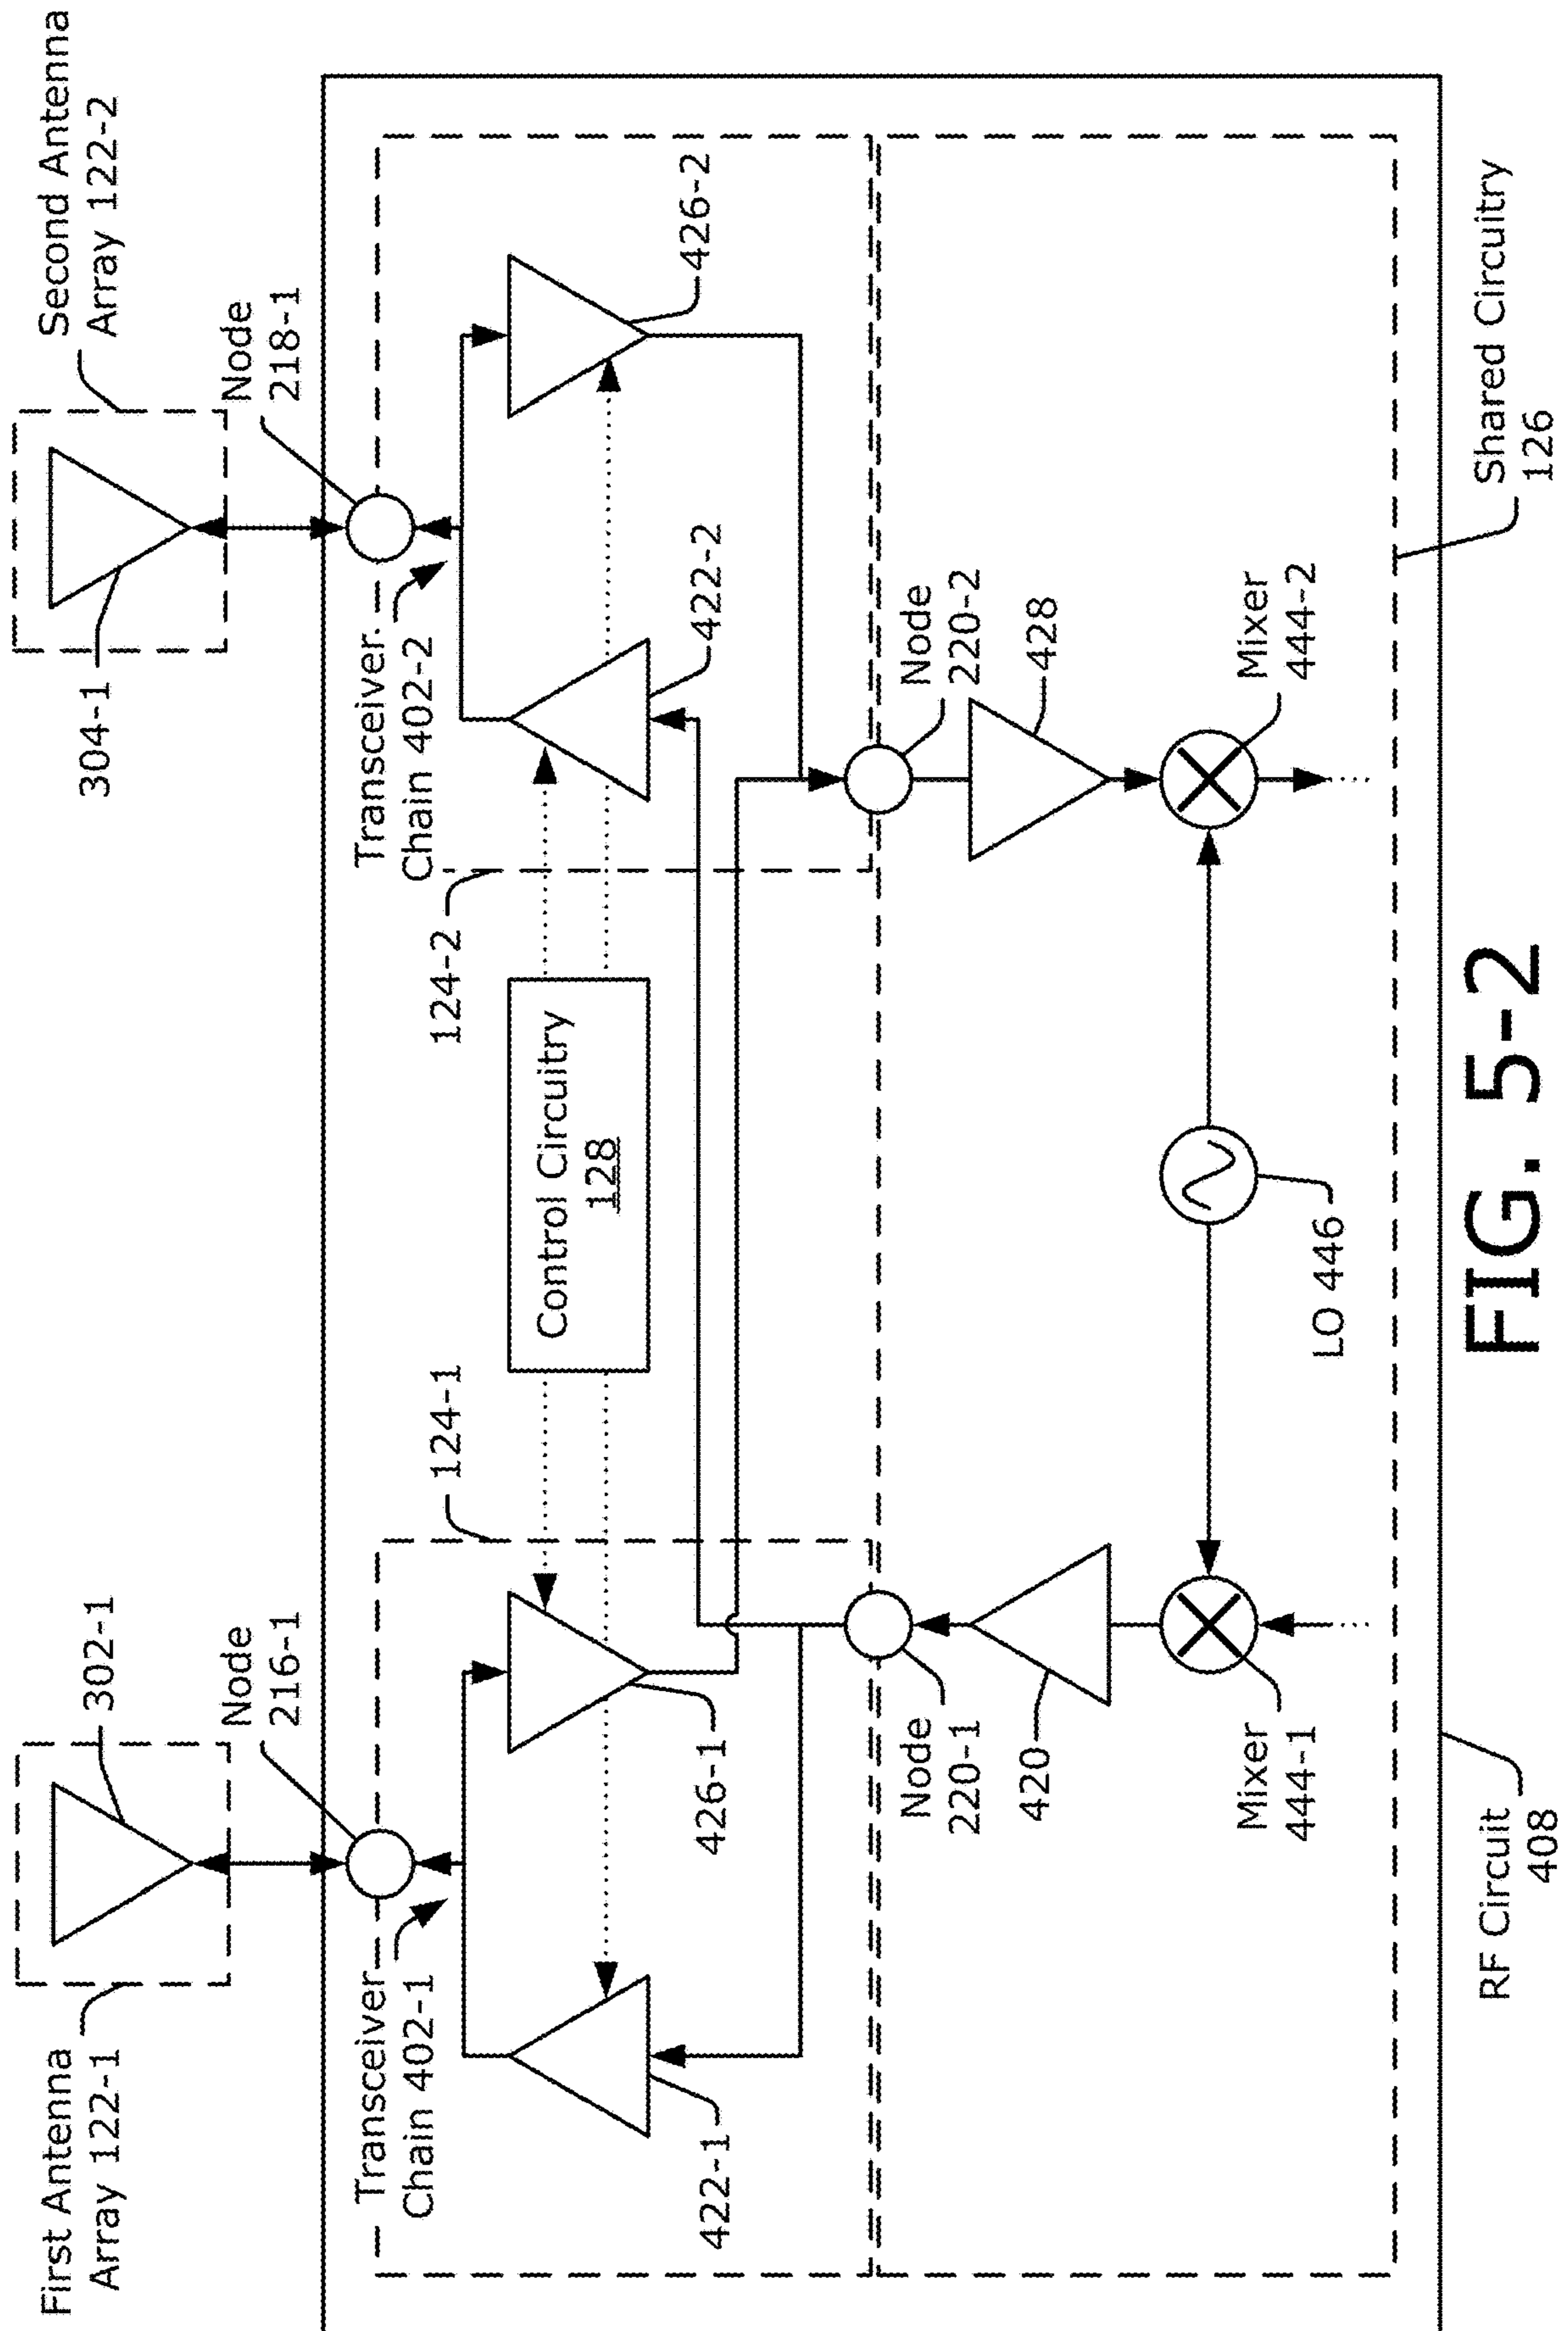 First Antenna
Array 122-1
302-1
Node
216-1
304-1
Second Antenna
Array 122-2
Node
218-1
Transceiver
Chain 402-1
124-1
124-2
Transceiver
Chain 402-2
Control Circuitry
128
422-1
426-1
422-2
426-2
Node
220-1
Node
220-2
420
428
Mixer
444-1
LO 446
Mixer
444-2
RF Circuit
408
Shared Circuitry
126
FIG. 5-2